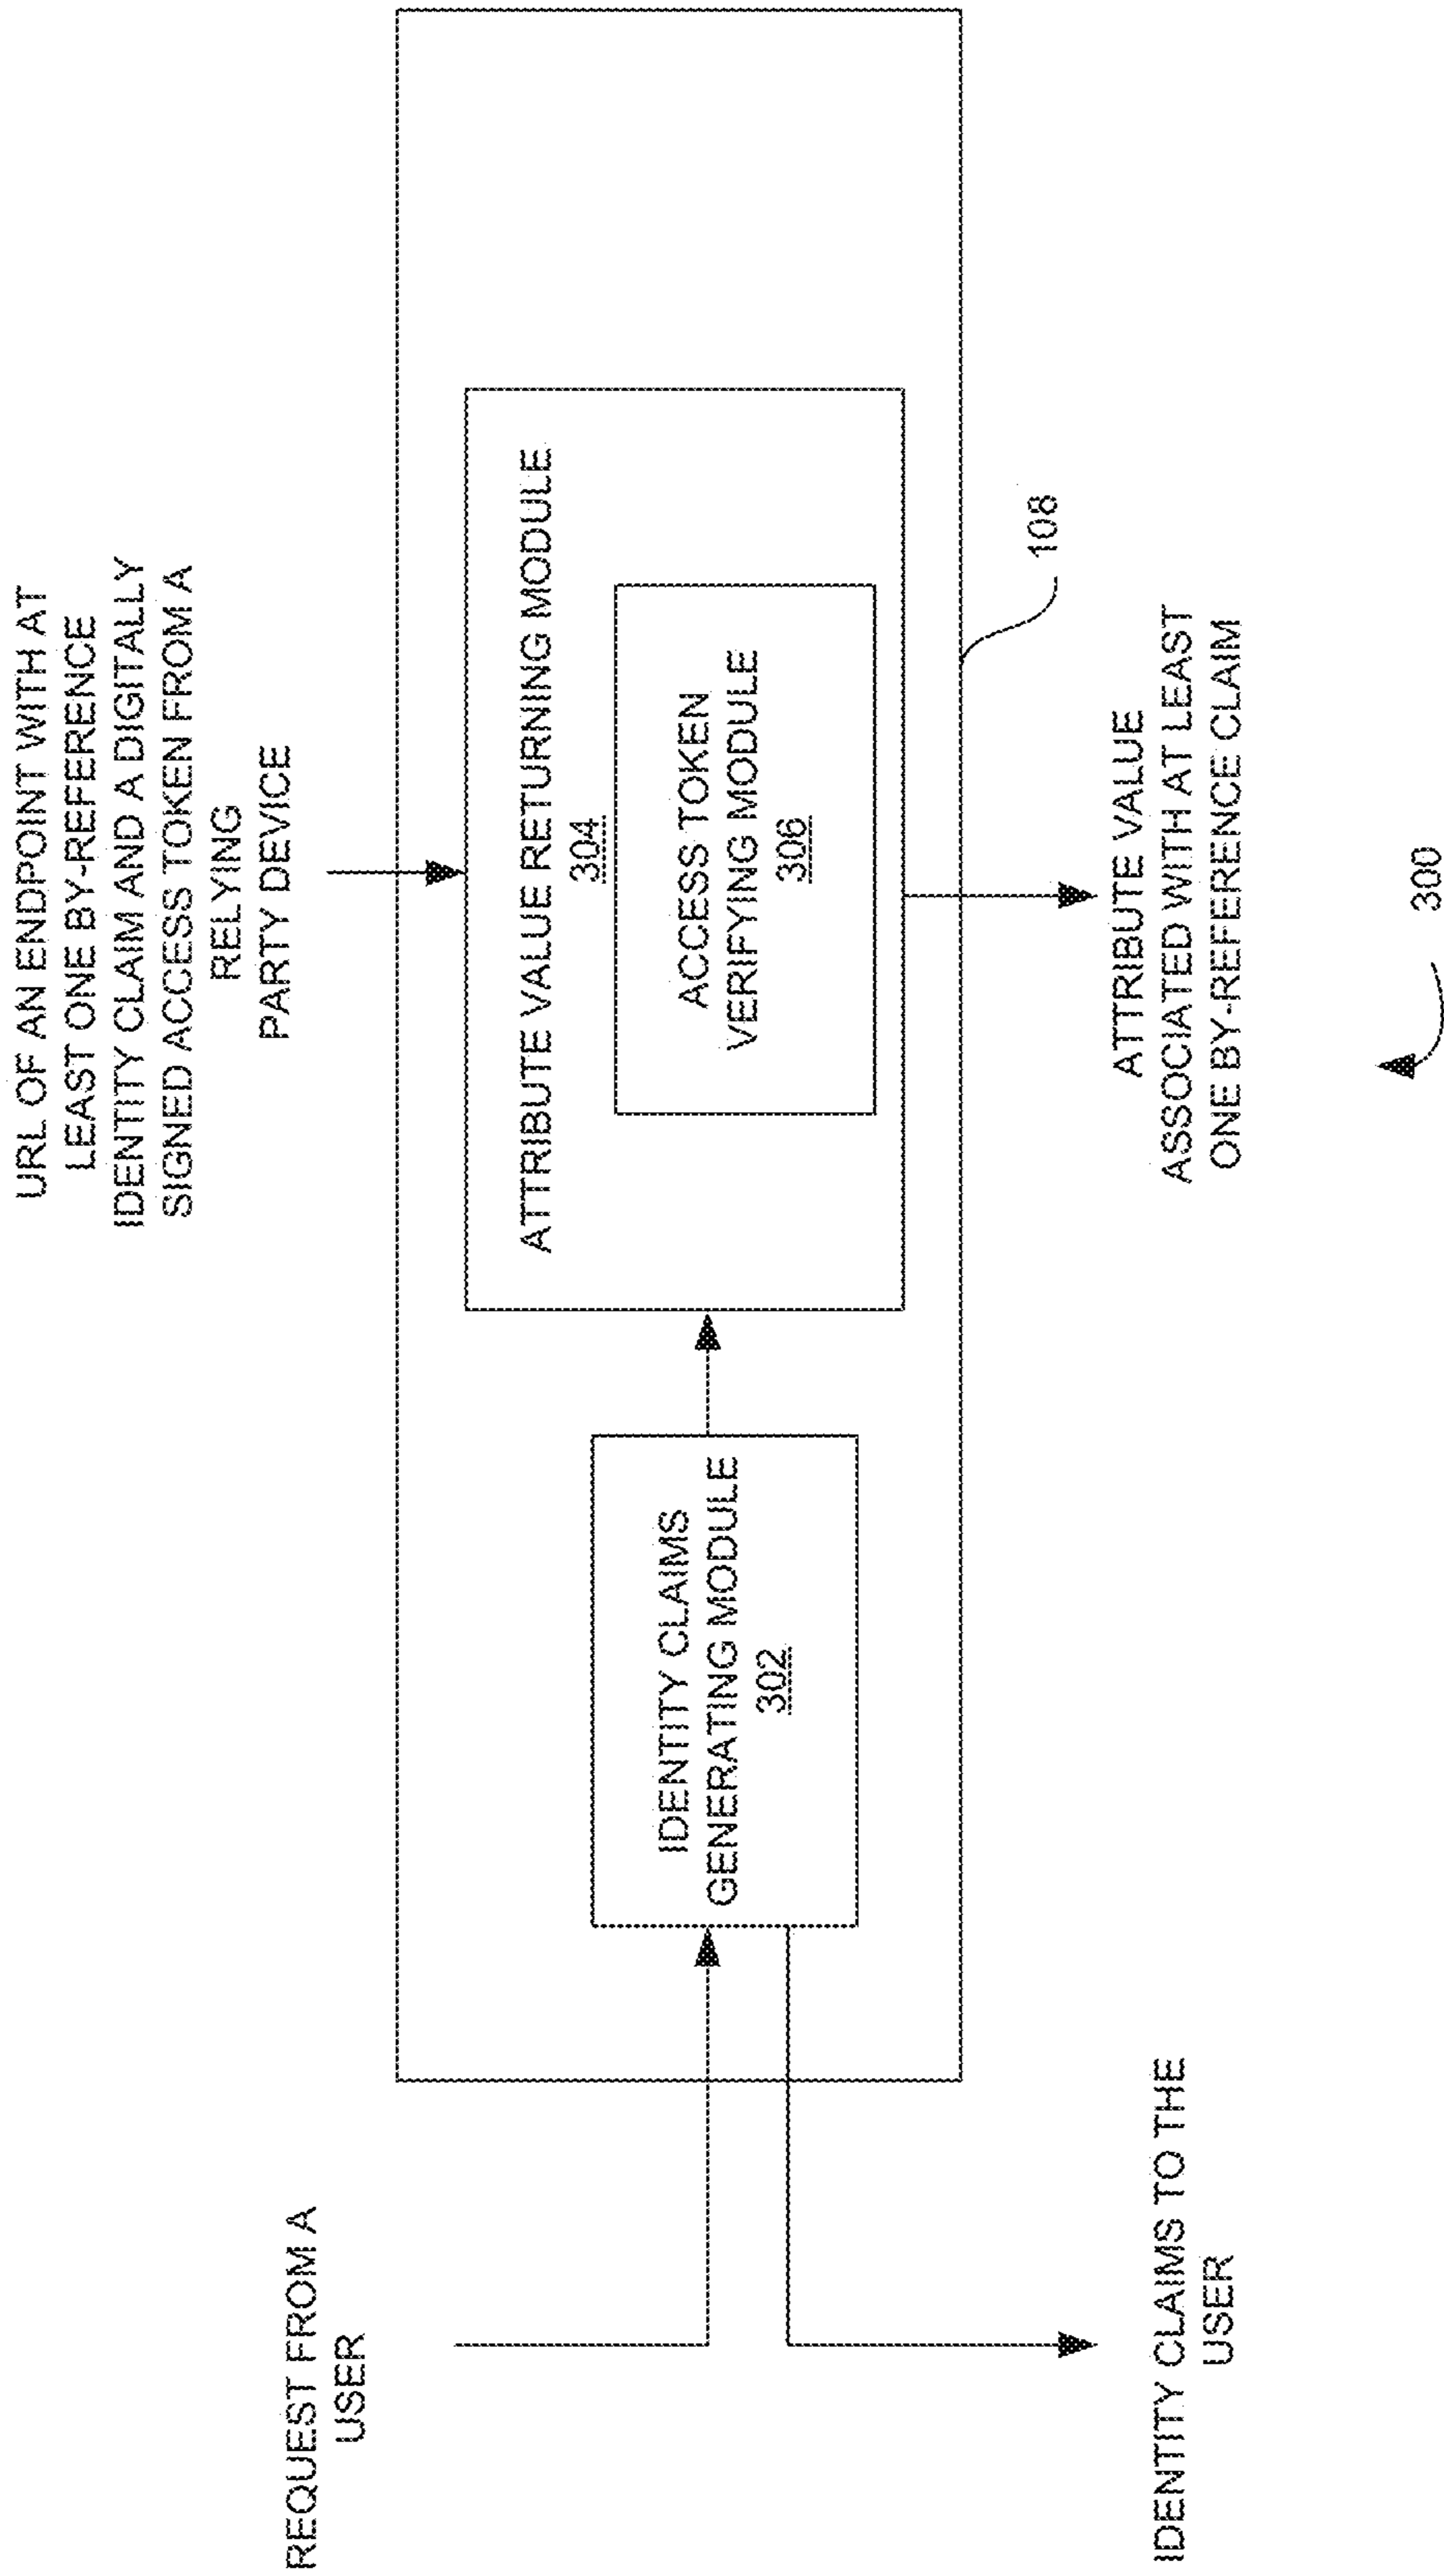 REQUEST FROM A
USER
URL OF AN ENDPOINT WITH AT
LEAST ONE BY-REFERENCE
IDENTITY CLAIM AND A DIGITALLY
SIGNED ACCESS TOKEN FROM A
RELYING
PARTY DEVICE
IDENTITY CLAIMS
GENERATING MODULE
302
ATTRIBUTE VALUE RETURNING MODULE
304
ACCESS TOKEN
VERIFYING MODULE
306
108
IDENTITY CLAIMS TO THE
USER
ATTRIBUTE VALUE
ASSOCIATED WITH AT LEAST
ONE BY-REFERENCE CLAIM
300